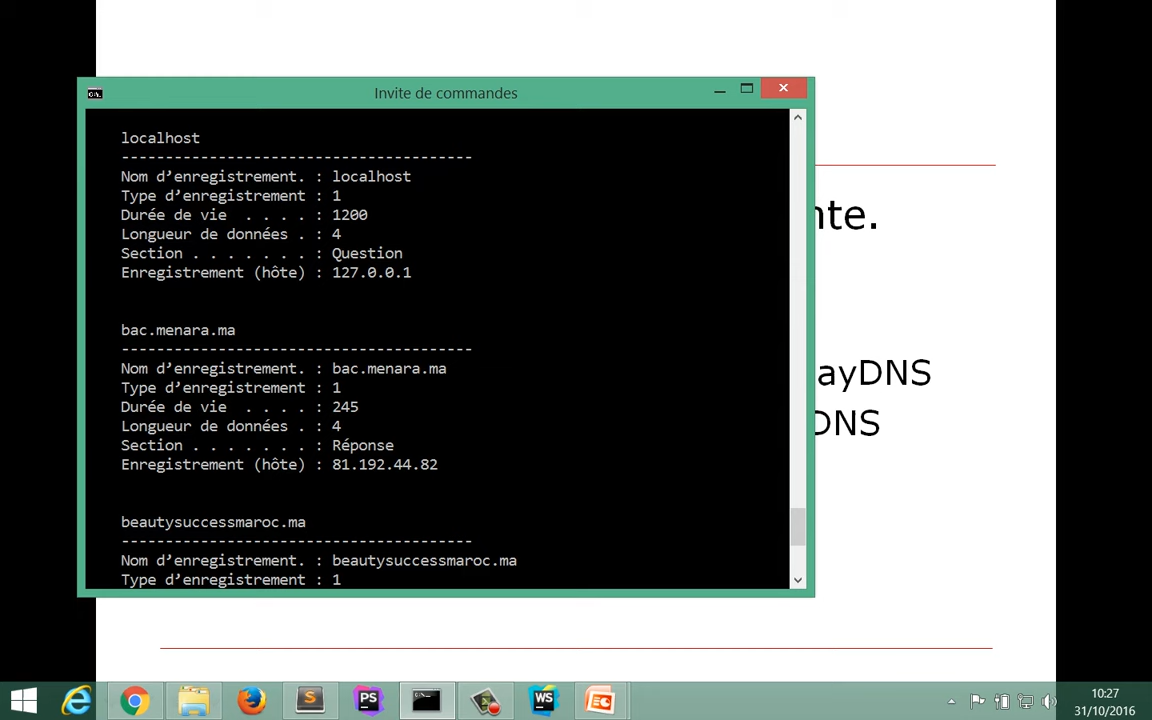 Invite de commandes
localhost
----------------------------------------
Nom d'enregistrement. : localhost
Type d'enregistrement : 1
Durée de vie  . . . . : 1200
Longueur de données . : 4
Section . . . . . . . : Question
Enregistrement (hôte) : 127.0.0.1
bac.menara.ma
----------------------------------------
Nom d'enregistrement. : bac.menara.ma
Type d'enregistrement : 1
Durée de vie  . . . . : 245
Longueur de données . : 4
Section . . . . . . . : Réponse
Enregistrement (hôte) : 81.192.44.82
beautysuccessmaroc.ma
----------------------------------------
Nom d'enregistrement. : beautysuccessmaroc.ma
Type d'enregistrement : 1
nte.
ayDNS
DNS
10:27
31/10/2016